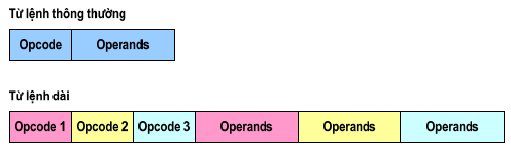 Từ lệnh thông thường
Opcode Operands
Từ lệnh dài
Opcode 1 Opcode 2 Opcode 3 Operands Operands Operands